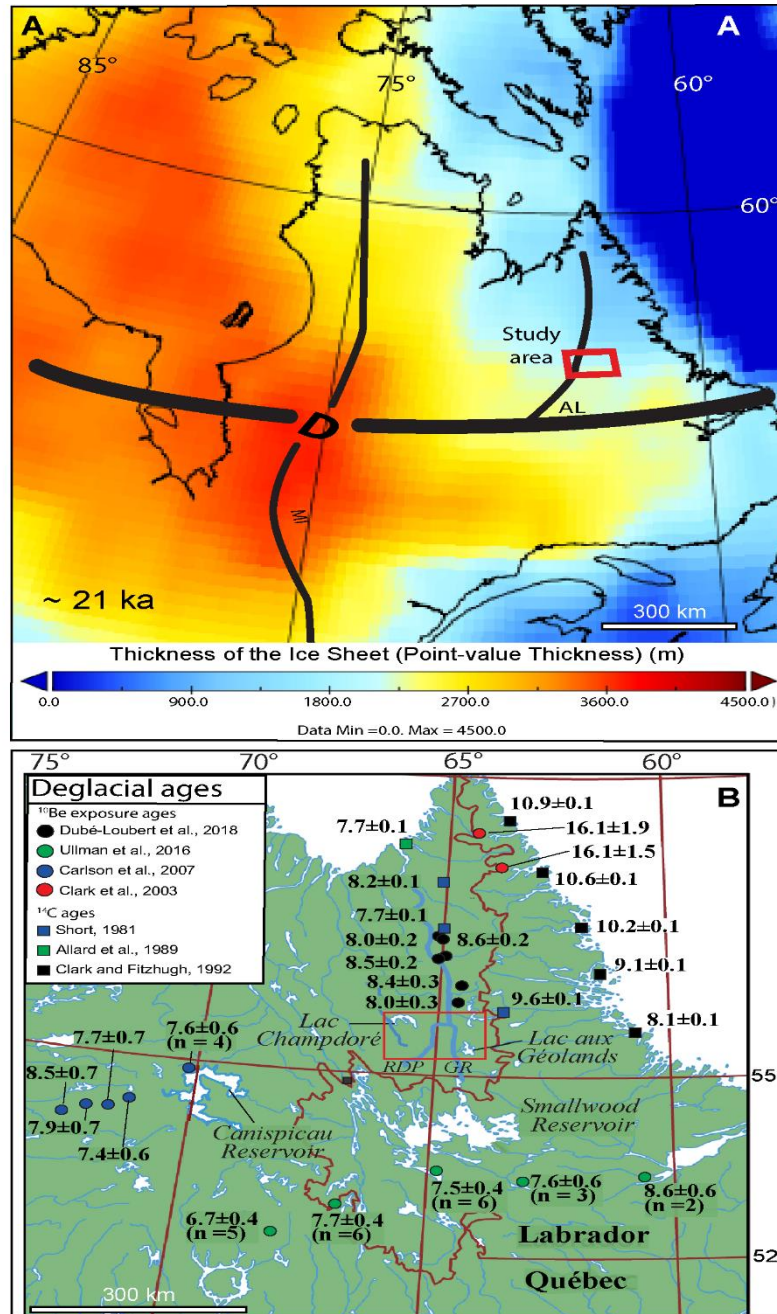 A
A
85°
75°
60°
60°
Study
area
AL
D
MI
~ 21 ka
300 km
Thickness of the Ice Sheet (Point-value Thickness) (m)
0.0
900.0
1800.0
2700.0
3600.0
4500.0
Data Min =0.0. Max = 4500.0
75°
70°
65°
60°
B
Deglacial ages
¹⁰Be exposure ages
Dubé-Loubert et al., 2018
Ullman et al., 2016
Carlson et al., 2007
Clark et al., 2003
¹⁴C ages
Short, 1981
Allard et al., 1989
Clark and Fitzhugh, 1992
10.9±0.1
7.7±0.1
16.1±1.9
16.1±1.5
8.2±0.1
10.6±0.1
7.7±0.1
10.2±0.1
8.0±0.2
8.6±0.2
8.5±0.2
9.1±0.1
8.4±0.3
8.0±0.3
9.6±0.1
8.1±0.1
Lac
Champdoré
Lac aux
Géolands
RDP
GR
55°
7.6±0.6
(n = 4)
7.7±0.7
8.5±0.7
7.9±0.7
7.4±0.6
Canispicau
Reservoir
Smallwood
Reservoir
7.5±0.4
(n = 6)
7.6±0.6
(n = 3)
8.6±0.6
(n =2)
6.7±0.4
(n =5)
7.7±0.4
(n =6)
Labrador
52°
Québec
300 km